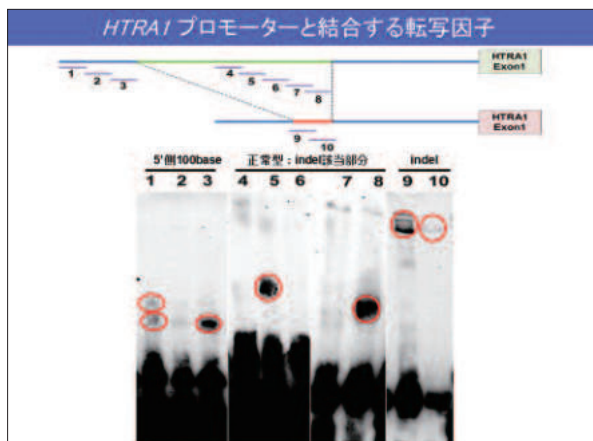 HTRA1 プロモーターと結合する転写因子
1 2 3 4 5 6 7 8
HTRA1 Exon1
9 10
HTRA1 Exon1
5'側100base 正常型：indel該当部分 indel
1 2 3 4 5 6 7 8 9 10